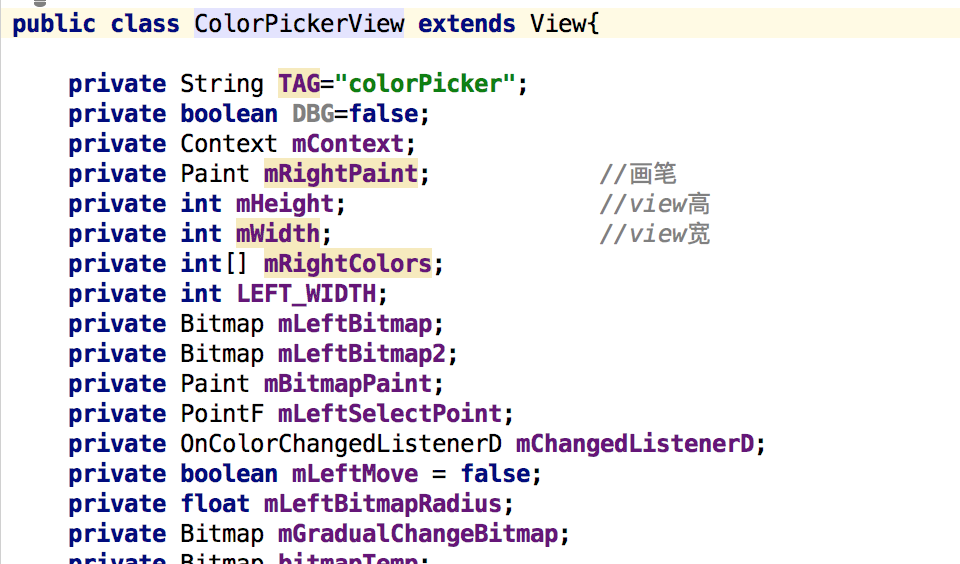 public class ColorPickerView extends View{
private String TAG="colorPicker";
private boolean DBG=false;
private Context mContext;
private Paint mRightPaint; //画笔
private int mHeight; //view高
private int mWidth; //view宽
private int[] mRightColors;
private int LEFT_WIDTH;
private Bitmap mLeftBitmap;
private Bitmap mLeftBitmap2;
private Paint mBitmapPaint;
private PointF mLeftSelectPoint;
private OnColorChangedListenerD mChangedListenerD;
private boolean mLeftMove = false;
private float mLeftBitmapRadius;
private Bitmap mGradualChangeBitmap;
private Bitmap bitmapTemp;